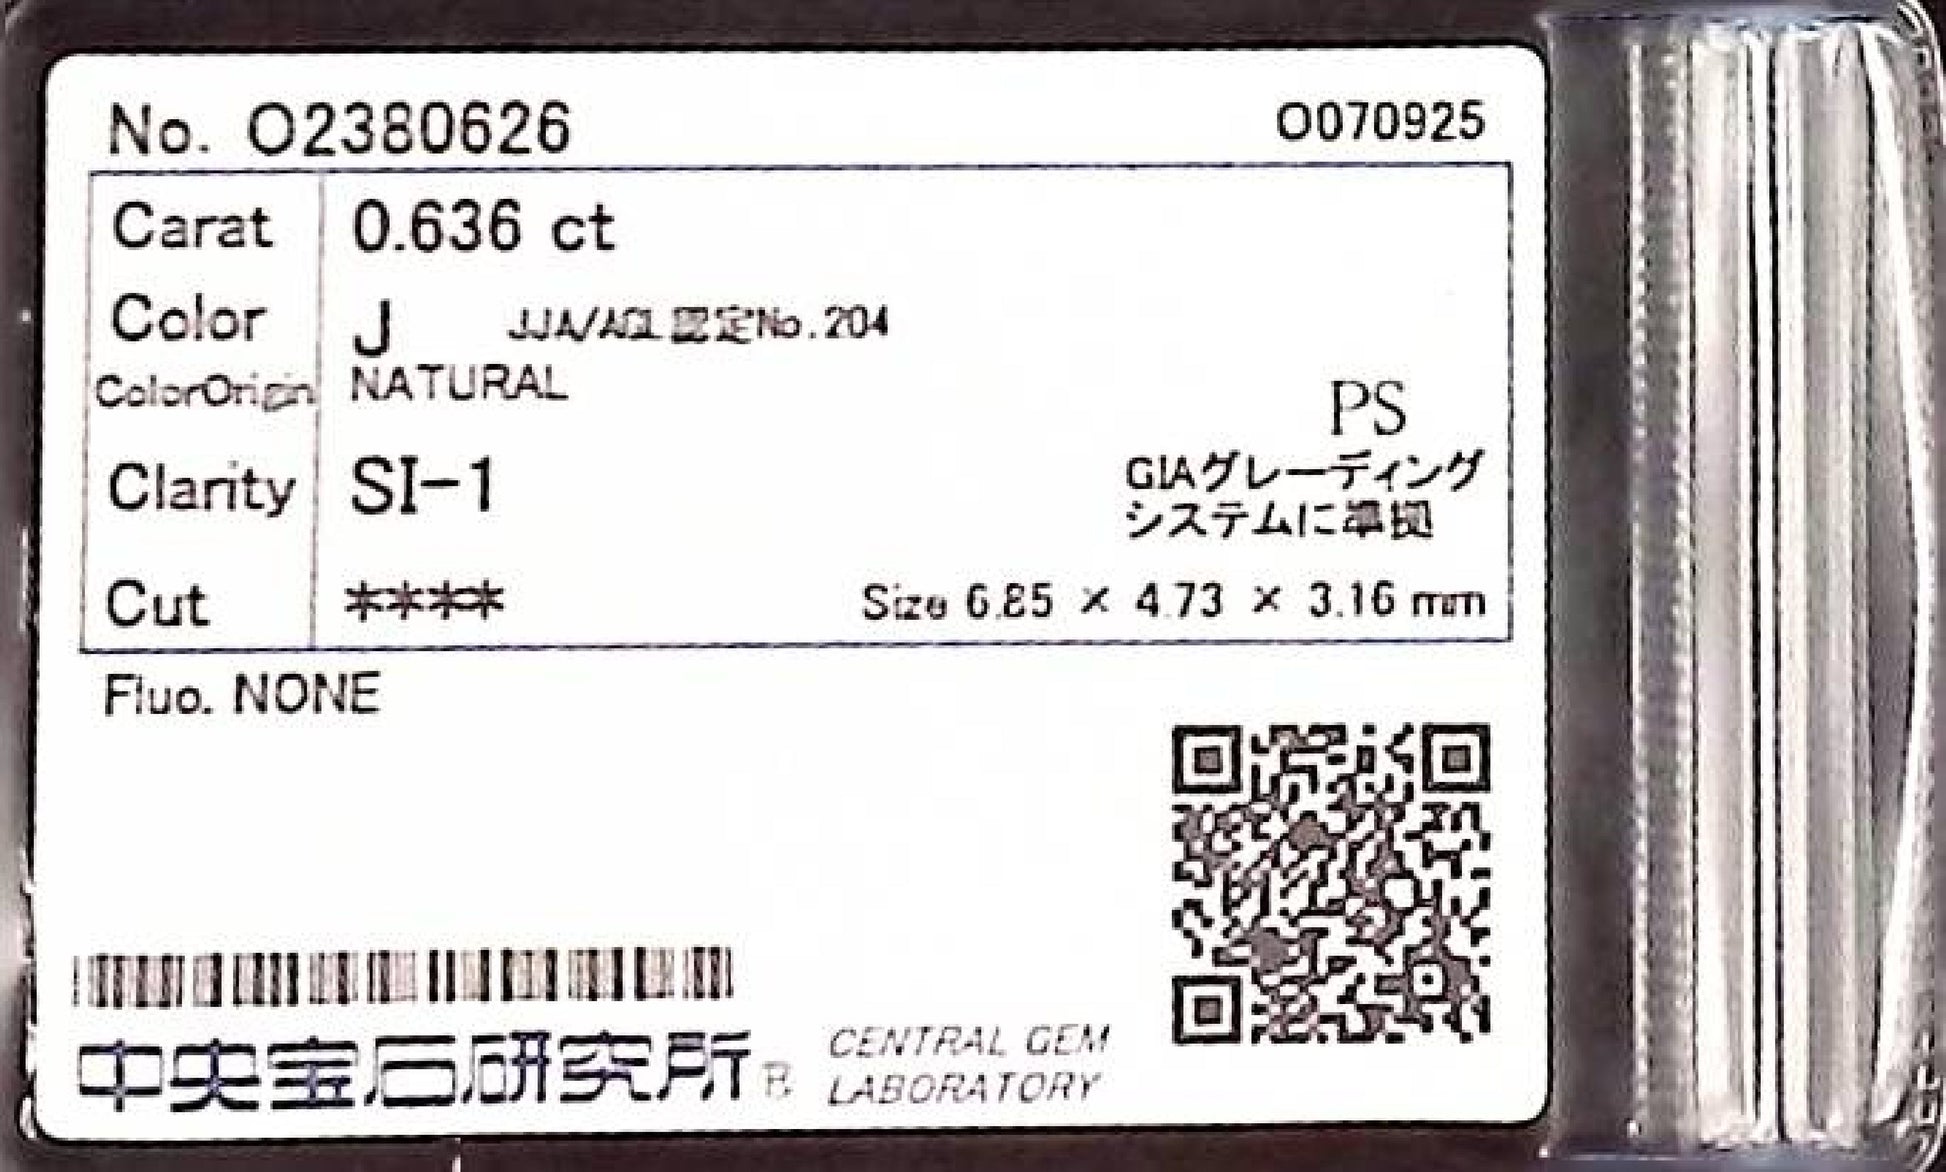 No. O2380626
O070925
Carat 0.636 ct
Color J JJA/AGL認定No.204
ColorOrigin NATURAL
PS
Clarity SI-1
GIAグレーディング
システムに準拠
Cut ****
Size 6.85 × 4.73 × 3.16 mm
Fluo. NONE
中央宝石研究所 B
CENTRAL GEM
LABORATORY